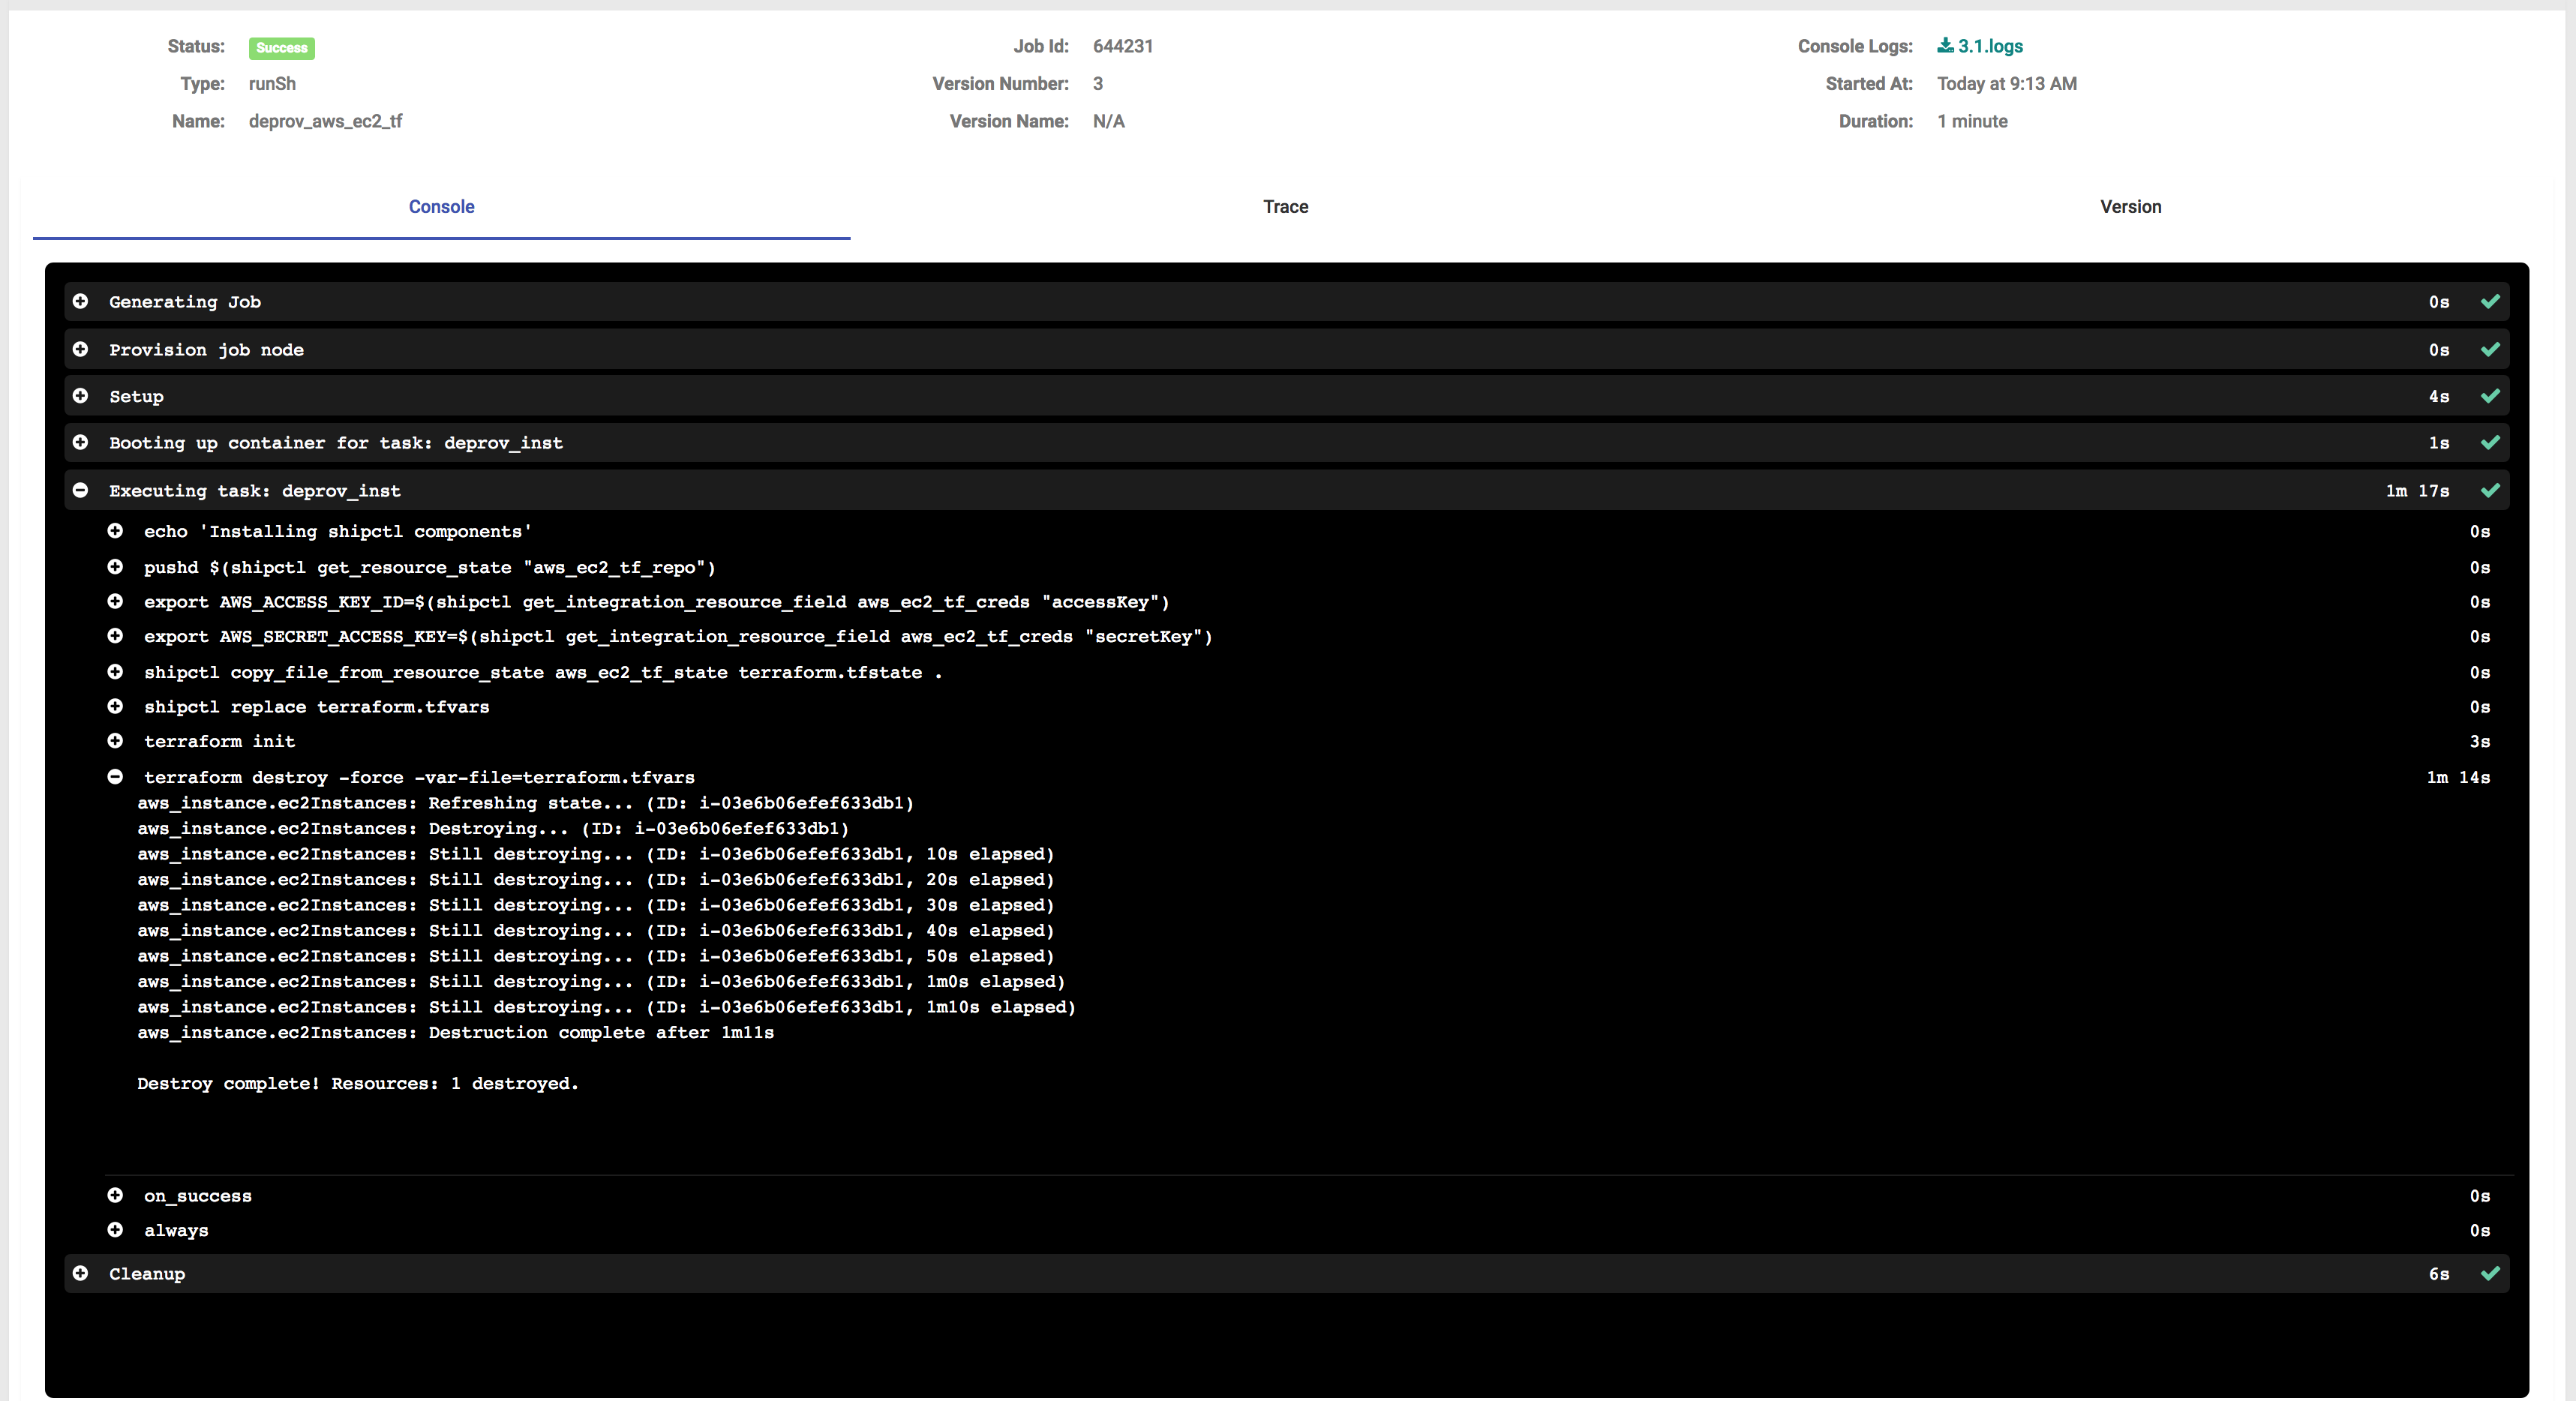 Status: Success Job Id: 644231 Console Logs: 3.1.logs
Type: runSh Version Number: 3 Started At: Today at 9:13 AM
Name: deprov_aws_ec2_tf Version Name: N/A Duration: 1 minute
Console Trace Version
Generating Job 0s
Provision job node 0s
Setup 4s
Booting up container for task: deprov_inst 1s
Executing task: deprov_inst 1m 17s
echo 'Installing shipctl components' 0s
pushd $(shipctl get_resource_state "aws_ec2_tf_repo") 0s
export AWS_ACCESS_KEY_ID=$(shipctl get_integration_resource_field aws_ec2_tf_creds "accessKey") 0s
export AWS_SECRET_ACCESS_KEY=$(shipctl get_integration_resource_field aws_ec2_tf_creds "secretKey") 0s
shipctl copy_file_from_resource_state aws_ec2_tf_state terraform.tfstate . 0s
shipctl replace terraform.tfvars 0s
terraform init 3s
terraform destroy -force -var-file=terraform.tfvars 1m 14s
aws_instance.ec2Instances: Refreshing state... (ID: i-03e6b06efef633db1)
aws_instance.ec2Instances: Destroying... (ID: i-03e6b06efef633db1)
aws_instance.ec2Instances: Still destroying... (ID: i-03e6b06efef633db1, 10s elapsed)
aws_instance.ec2Instances: Still destroying... (ID: i-03e6b06efef633db1, 20s elapsed)
aws_instance.ec2Instances: Still destroying... (ID: i-03e6b06efef633db1, 30s elapsed)
aws_instance.ec2Instances: Still destroying... (ID: i-03e6b06efef633db1, 40s elapsed)
aws_instance.ec2Instances: Still destroying... (ID: i-03e6b06efef633db1, 50s elapsed)
aws_instance.ec2Instances: Still destroying... (ID: i-03e6b06efef633db1, 1m0s elapsed)
aws_instance.ec2Instances: Still destroying... (ID: i-03e6b06efef633db1, 1m10s elapsed)
aws_instance.ec2Instances: Destruction complete after 1m11s
Destroy complete! Resources: 1 destroyed.
on_success 0s
always 0s
Cleanup 6s